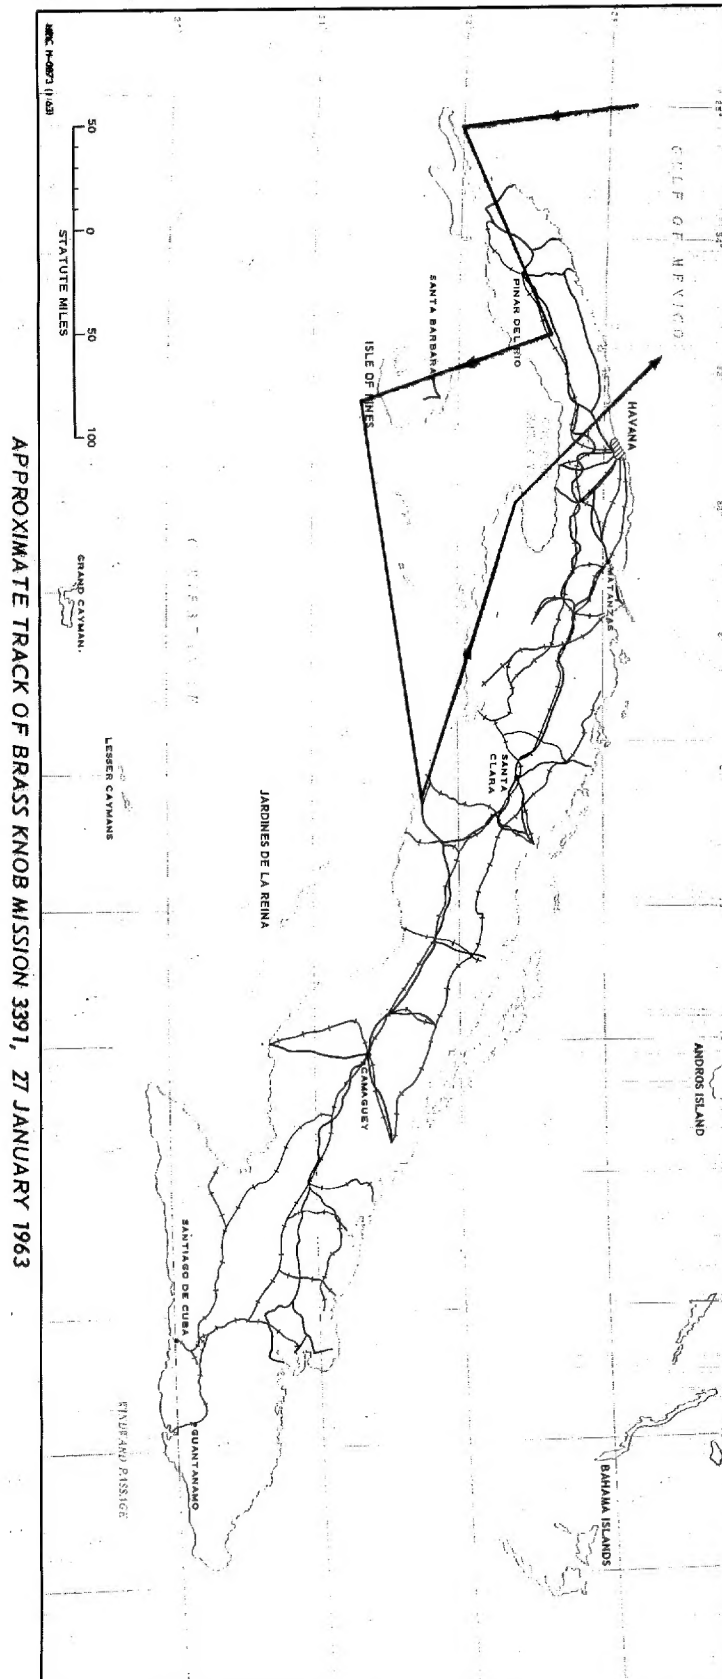 GULF OF MEXICO
HAVANA
MATANZAS
PINAR DEL RIO
SANTA BARBARA
ISLE OF PINES
SANTA
CLARA
ANDROS ISLAND
BAHAMA ISLANDS
CAMAGUEY
JARDINES DE LA REINA
GRAND CAYMAN
LESSER CAYMANS
SANTIAGO DE CUBA
GUANTANAMO
WINDWARD PASSAGE
50 0 50 100
STATUTE MILES
APPROXIMATE TRACK OF BRASS KNOB MISSION 3391, 27 JANUARY 1963